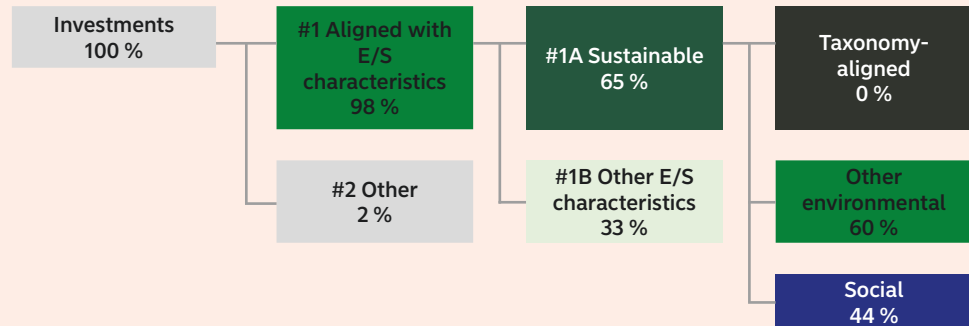 Investments
100 %
#1 Aligned with
E/S
characteristics
98 %
#2 Other
2 %
#1A Sustainable
65 %
#1B Other E/S
characteristics
33 %
Taxonomy-
aligned
0 %
Other
environmental
60 %
Social
44 %